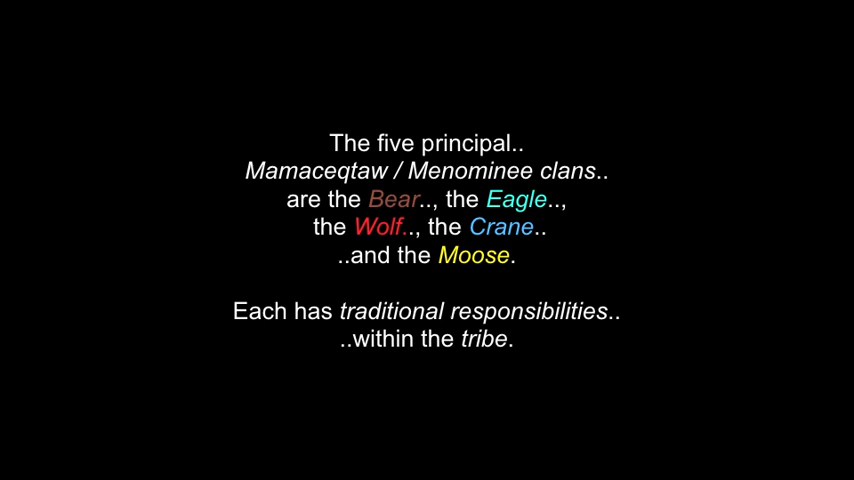 The five principal..
Mamaceqtaw / Menominee clans..
are the Bear.., the Eagle..,
the Wolf.., the Crane..
..and the Moose.
Each has traditional responsibilities..
..within the tribe.